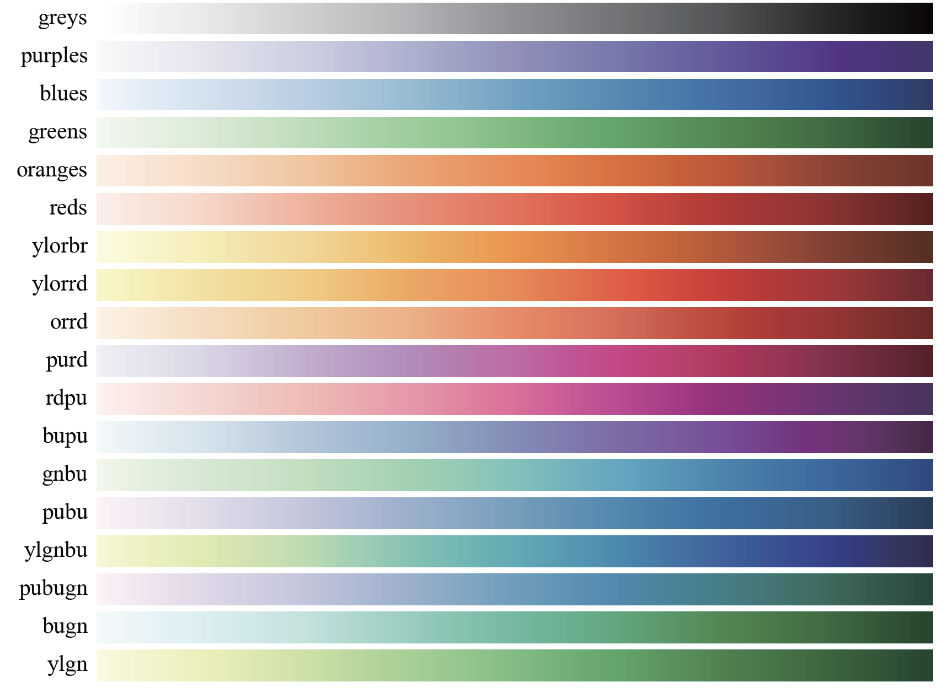 greys
purples
blues
greens
oranges
reds
ylorbr
ylorrd
orrd
purd
rdpu
bupu
gnbu
pubu
ylgnbu
pubugn
bugn
ylgn